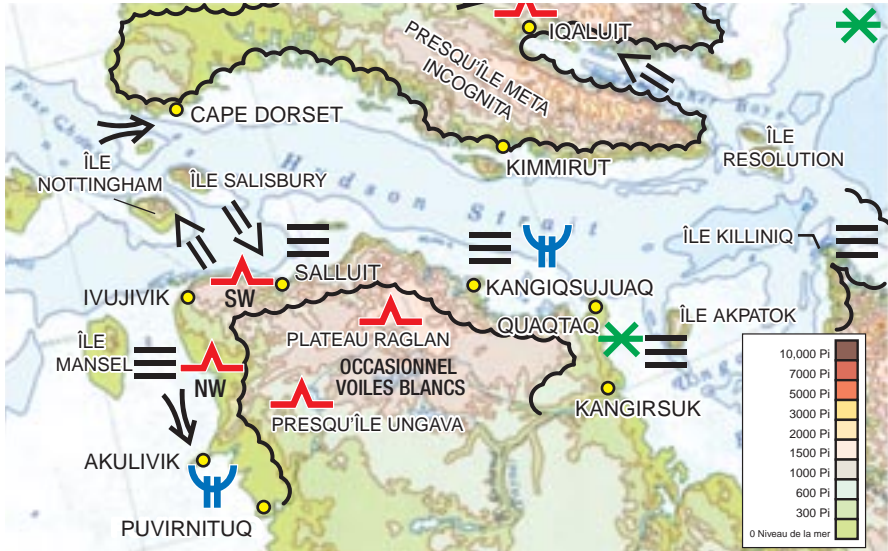 IQALUIT
PRESQU'ÎLE META
INCOGNITA
CAPE DORSET
ÎLE
RESOLUTION
KIMMIRUT
ÎLE
NOTTINGHAM
ÎLE SALISBURY
Hudson Strait
ÎLE KILLINIQ
SALLUIT
SW
IVUJIVIK
KANGIQSUJUAQ
QUAQTAQ
ÎLE AKPATOK
PLATEAU RAGLAN
ÎLE
MANSEL
NW
OCCASIONNEL
VOILES BLANCS
KANGIRSUK
PRESQU'ÎLE UNGAVA
AKULIVIK
PUVIRNITUQ
10,000 Pi
7000 Pi
5000 Pi
3000 Pi
2000 Pi
1500 Pi
1000 Pi
600 Pi
300 Pi
0 Niveau de la mer